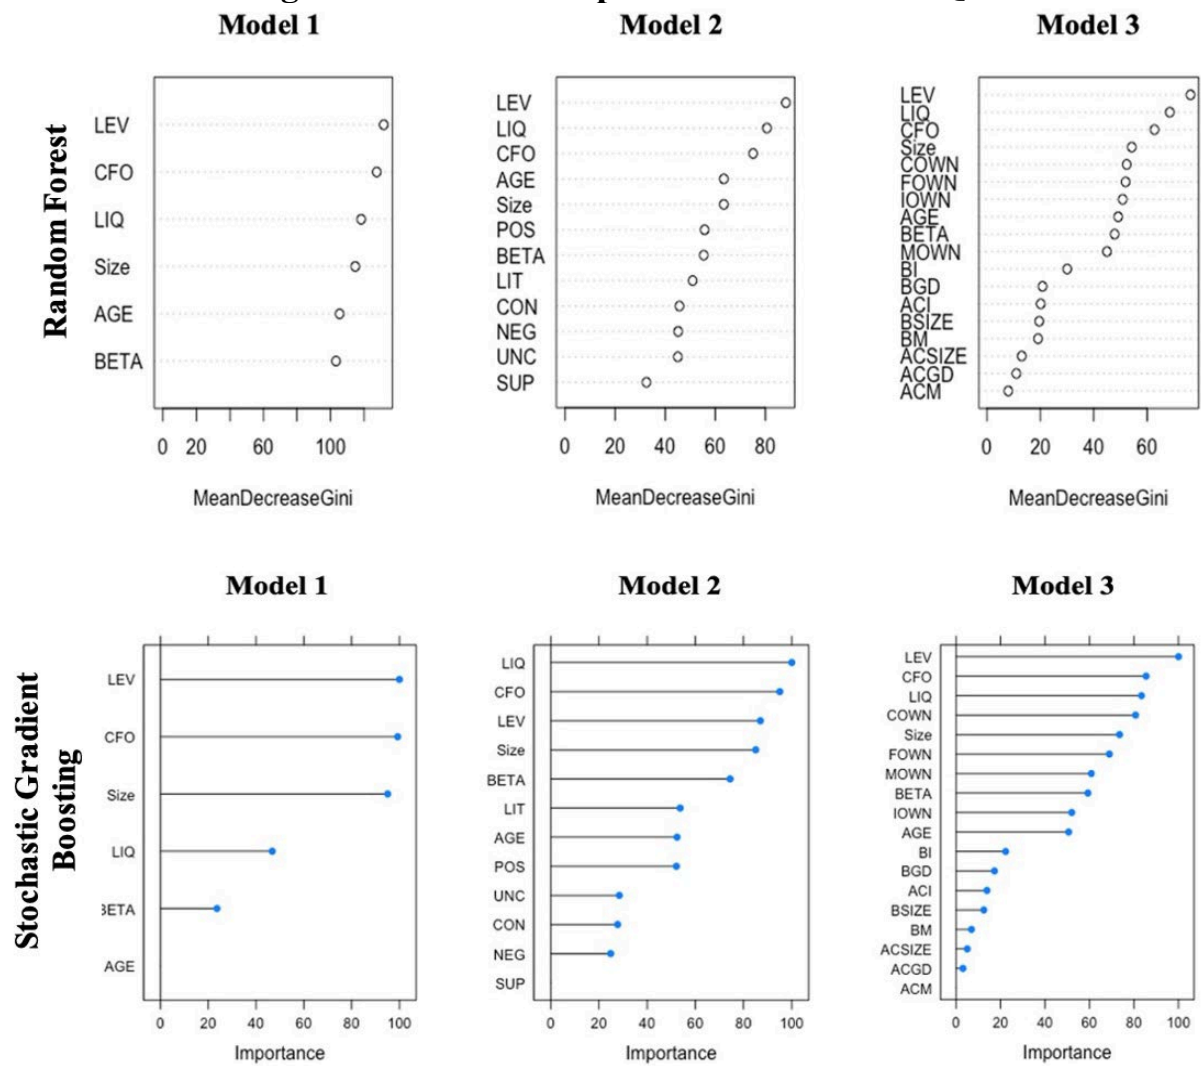 Model 1
Model 2
Model 3
Random Forest
LEV
CFO
LIQ
Size
AGE
BETA
0 20 60 100
MeanDecreaseGini
LEV
LIQ
CFO
AGE
Size
POS
BETA
LIT
CON
NEG
UNC
SUP
0 20 40 60 80
MeanDecreaseGini
LEV
LIQ
CFO
Size
COWN
FOWN
IOWN
AGE
BETA
MOWN
BI
BGD
ACI
BSIZE
BM
ACSIZE
ACGD
ACM
0 20 40 60
MeanDecreaseGini
Model 1
Model 2
Model 3
Stochastic Gradient
Boosting
LEV
CFO
Size
LIQ
BETA
AGE
0 20 40 60 80 100
Importance
LIQ
CFO
LEV
Size
BETA
LIT
AGE
POS
UNC
CON
NEG
SUP
0 20 40 60 80 100
Importance
LEV
CFO
LIQ
COWN
Size
FOWN
MOWN
BETA
IOWN
AGE
BI
BGD
ACI
BSIZE
BM
ACSIZE
ACGD
ACM
0 20 40 60 80 100
Importance